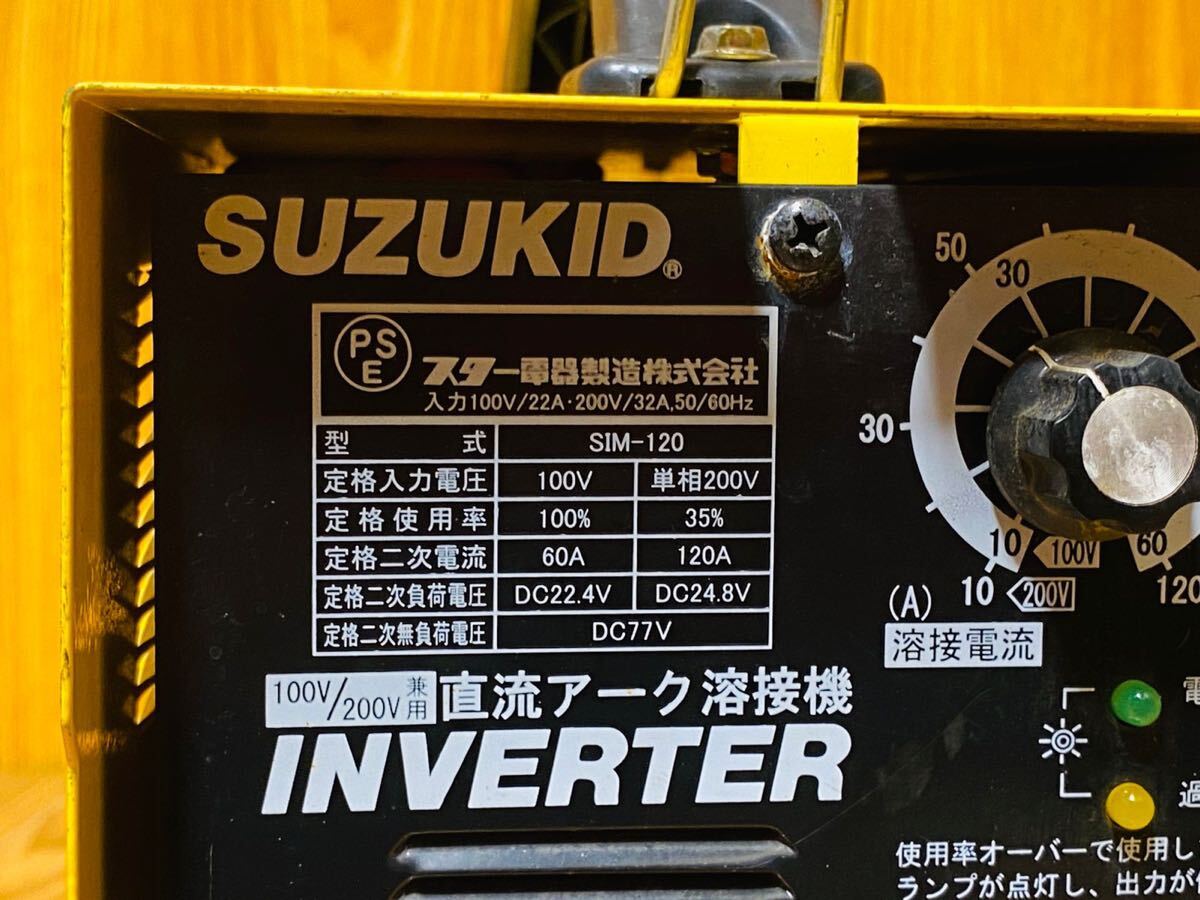 SUZUKID®
PSE スター電器製造株式会社
入力100V/22A・200V/32A,50/60Hz
型式 SIM-120
定格入力電圧 100V 単相200V
定格使用率 100% 35%
定格二次電流 60A 120A
定格二次負荷電圧 DC22.4V DC24.8V
定格二次無負荷電圧 DC77V
100V/200V 兼用 直流アーク溶接機
INVERTER
50
30
30
10 100V 60
10 200V 120
(A)
溶接電流
電
過
使用率オーバーで使用し
ランプが点灯し、出力が